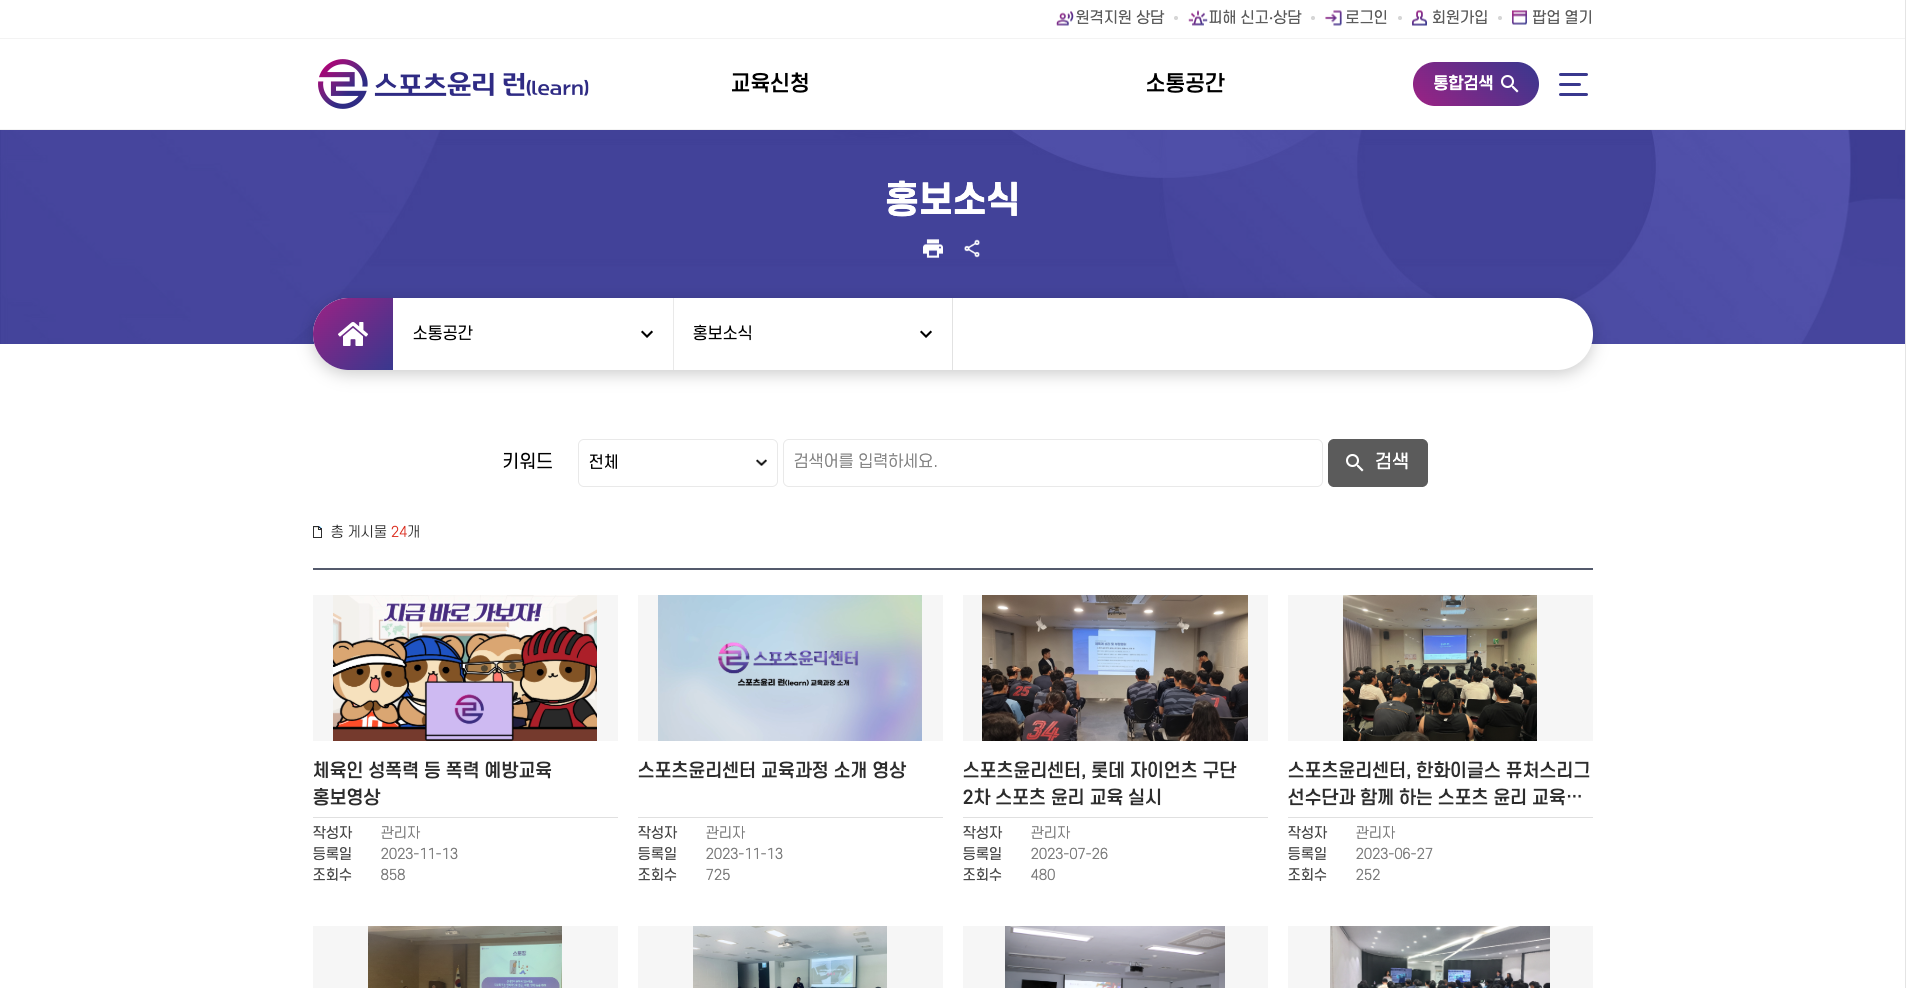 원격지원 상담
피해 신고·상담
로그인
회원가입
팝업 열기
스포츠윤리 런(learn)
교육신청
소통공간
통합검색
홍보소식
소통공간
홍보소식
키워드
전체
검색어를 입력하세요.
검색
총 게시물 24개
지금 바로 가보자!
스포츠윤리센터
스포츠윤리 런(learn) 교육과정 소개
25
34
체육인 성폭력 등 폭력 예방교육
홍보영상
작성자 관리자
등록일 2023-11-13
조회수 858
스포츠윤리센터 교육과정 소개 영상
작성자 관리자
등록일 2023-11-13
조회수 725
스포츠윤리센터, 롯데 자이언츠 구단
2차 스포츠 윤리 교육 실시
작성자 관리자
등록일 2023-07-26
조회수 480
스포츠윤리센터, 한화이글스 퓨처스리그
선수단과 함께 하는 스포츠 윤리 교육…
작성자 관리자
등록일 2023-06-27
조회수 252